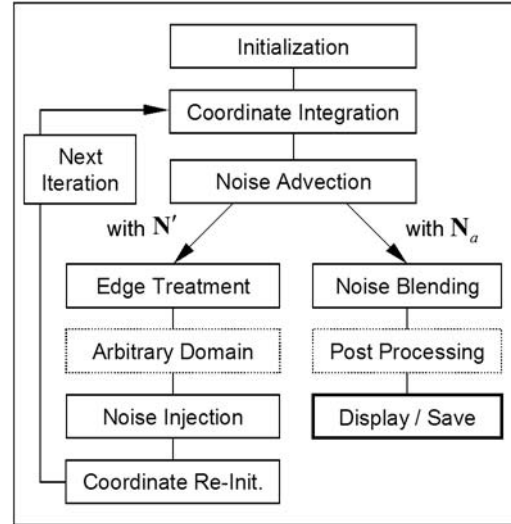 Initialization
Coordinate Integration
Next
Iteration
Noise Advection
with N′
with Nₐ
Edge Treatment
Noise Blending
Arbitrary Domain
Post Processing
Noise Injection
Display / Save
Coordinate Re-Init.